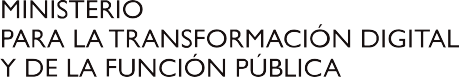 MINISTERIO
PARA LA TRANSFORMACIÓN DIGITAL
Y DE LA FUNCIÓN PÚBLICA